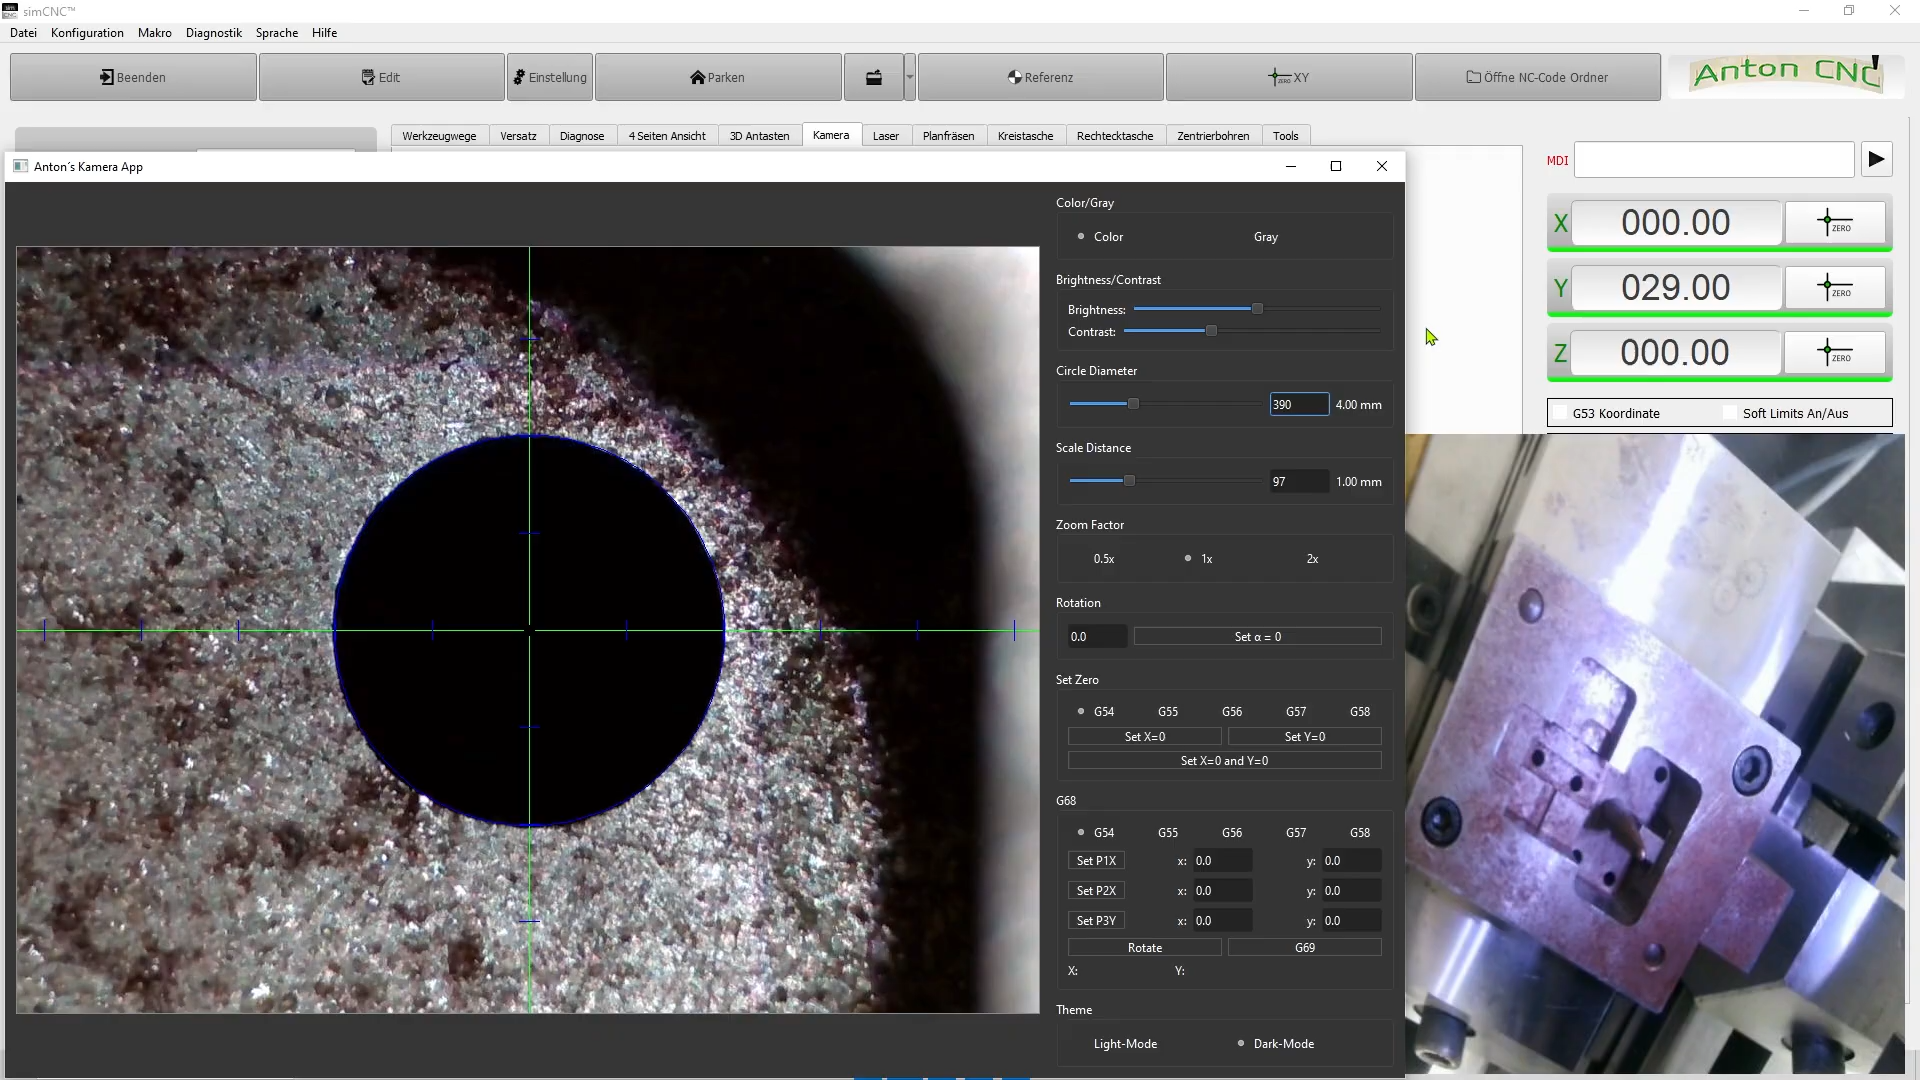 simCNC™
Datei Konfiguration Makro Diagnostik Sprache Hilfe
Beenden Edit Einstellung Parken Referenz ZERO XY Öffne NC-Code Ordner Anton CNC
Werkzeugwege Versatz Diagnose 4 Seiten Ansicht 3D Antasten Kamera Laser Planfräsen Kreistasche Rechtecktasche Zentrierbohren Tools
MDI
X 000.00 ZERO
Y 029.00 ZERO
Z 000.00 ZERO
G53 Koordinate Soft Limits An/Aus
Anton´s Kamera App
Color/Gray
Color Gray
Brightness/Contrast
Brightness:
Contrast:
Circle Diameter
390 4.00 mm
Scale Distance
97 1.00 mm
Zoom Factor
0.5x 1x 2x
Rotation
0.0 Set α = 0
Set Zero
G54 G55 G56 G57 G58
Set X=0 Set Y=0
Set X=0 and Y=0
G68
G54 G55 G56 G57 G58
Set P1X x: 0.0 y: 0.0
Set P2X x: 0.0 y: 0.0
Set P3Y x: 0.0 y: 0.0
Rotate G69
X: Y:
Theme
Light-Mode Dark-Mode